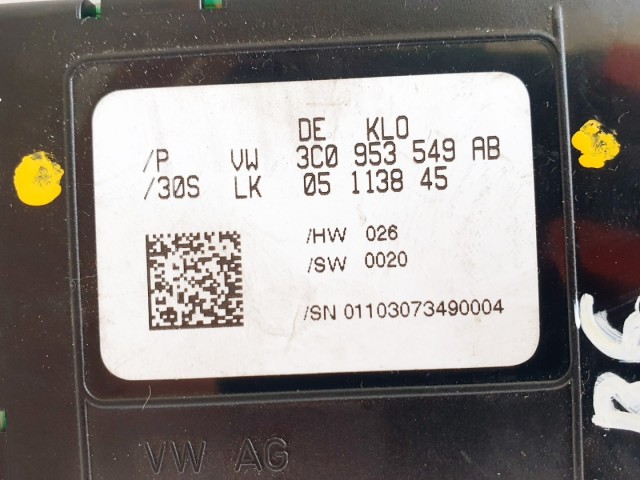 DE KLO
/P VW 3C0 953 549 AB
/30S LK 05 1138 45
/HW 026
/SW 0020
/SN 01103073490004
VW AG